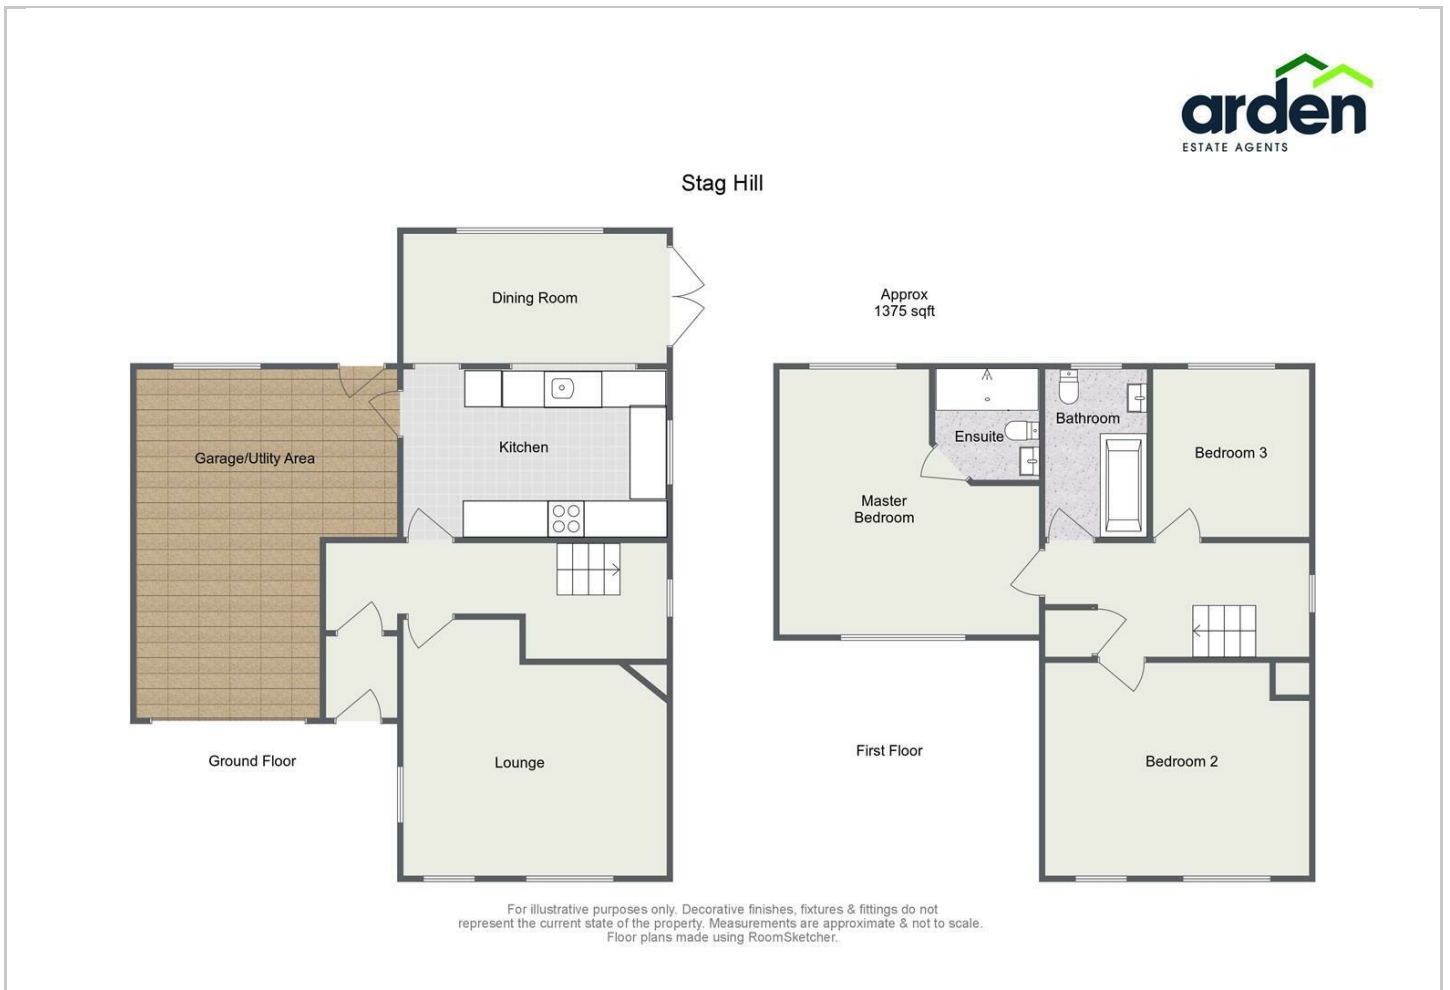 arden
ESTATE AGENTS
Stag Hill
Dining Room
Approx
1375 sqft
Garage/Utlity Area
Kitchen
Ensuite
Bathroom
Bedroom 3
Master
Bedroom
Ground Floor
Lounge
First Floor
Bedroom 2
For illustrative purposes only. Decorative finishes, fixtures & fittings do not
represent the current state of the property. Measurements are approximate & not to scale.
Floor plans made using RoomSketcher.